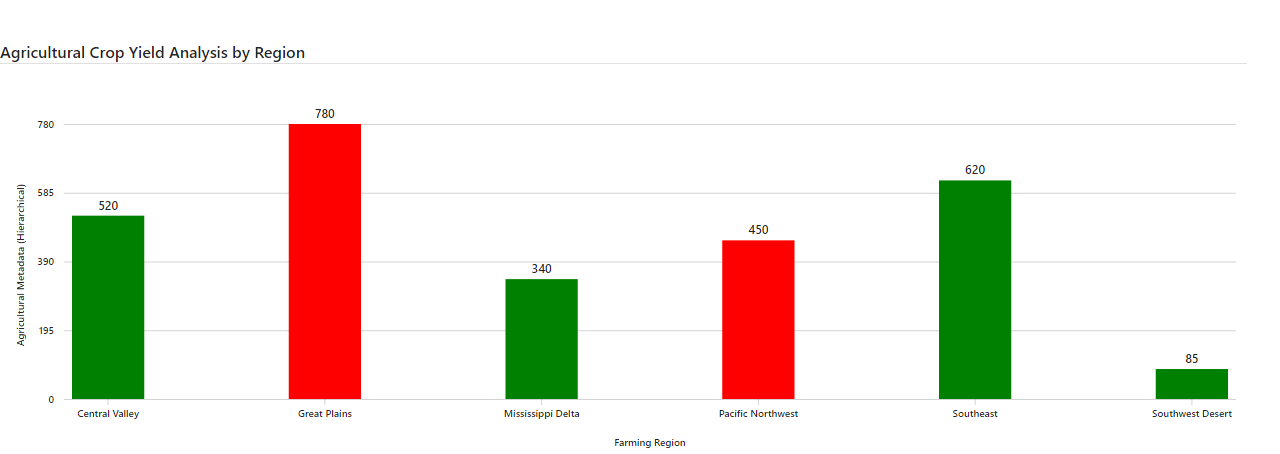 Agricultural Crop Yield Analysis by Region
Agricultural Metadata (Hierarchical)
780
585
390
195
0
520
780
340
450
620
85
Central Valley
Great Plains
Mississippi Delta
Pacific Northwest
Southeast
Southwest Desert
Farming Region